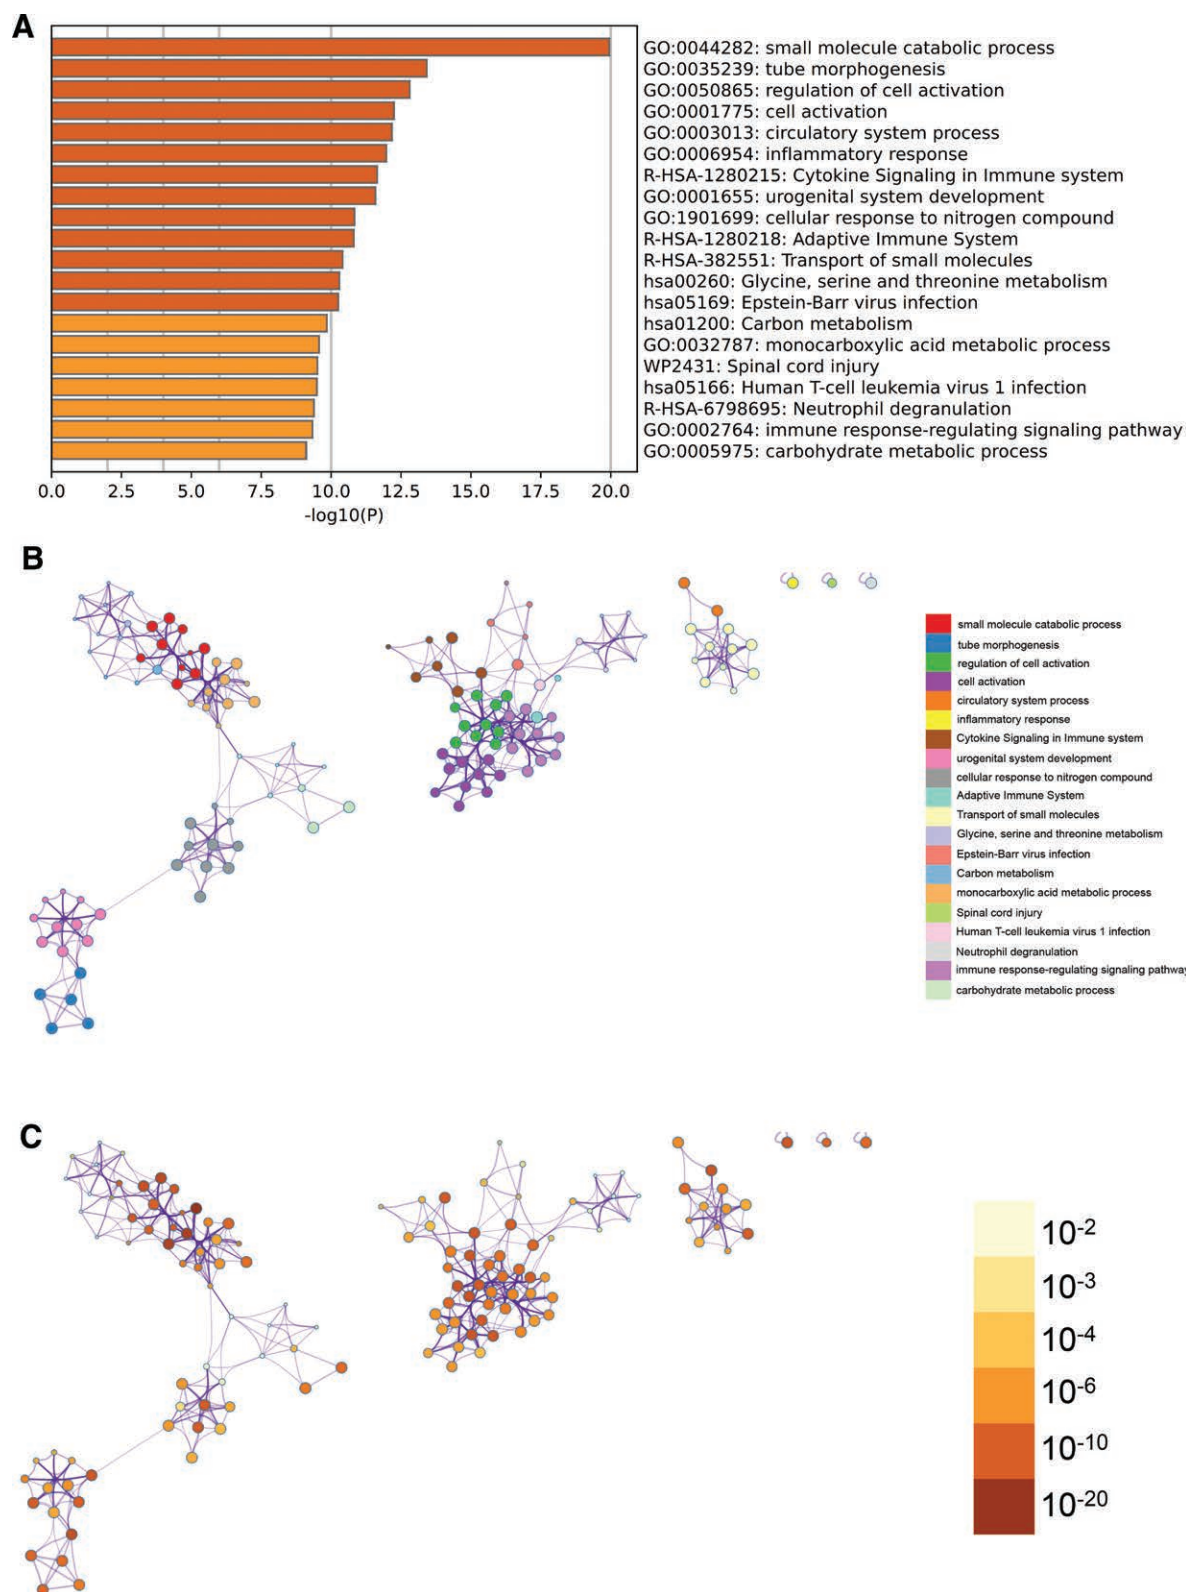 A
GO:0044282: small molecule catabolic process
GO:0035239: tube morphogenesis
GO:0050865: regulation of cell activation
GO:0001775: cell activation
GO:0003013: circulatory system process
GO:0006954: inflammatory response
R-HSA-1280215: Cytokine Signaling in Immune system
GO:0001655: urogenital system development
GO:1901699: cellular response to nitrogen compound
R-HSA-1280218: Adaptive Immune System
R-HSA-382551: Transport of small molecules
hsa00260: Glycine, serine and threonine metabolism
hsa05169: Epstein-Barr virus infection
hsa01200: Carbon metabolism
GO:0032787: monocarboxylic acid metabolic process
WP2431: Spinal cord injury
hsa05166: Human T-cell leukemia virus 1 infection
R-HSA-6798695: Neutrophil degranulation
GO:0002764: immune response-regulating signaling pathway
GO:0005975: carbohydrate metabolic process
0.0 2.5 5.0 7.5 10.0 12.5 15.0 17.5 20.0
-log10(P)
B
small molecule catabolic process
tube morphogenesis
regulation of cell activation
cell activation
circulatory system process
inflammatory response
Cytokine Signaling in Immune system
urogenital system development
cellular response to nitrogen compound
Adaptive Immune System
Transport of small molecules
Glycine, serine and threonine metabolism
Epstein-Barr virus infection
Carbon metabolism
monocarboxylic acid metabolic process
Spinal cord injury
Human T-cell leukemia virus 1 infection
Neutrophil degranulation
immune response-regulating signaling pathway
carbohydrate metabolic process
C
10-2
10-3
10-4
10-6
10-10
10-20